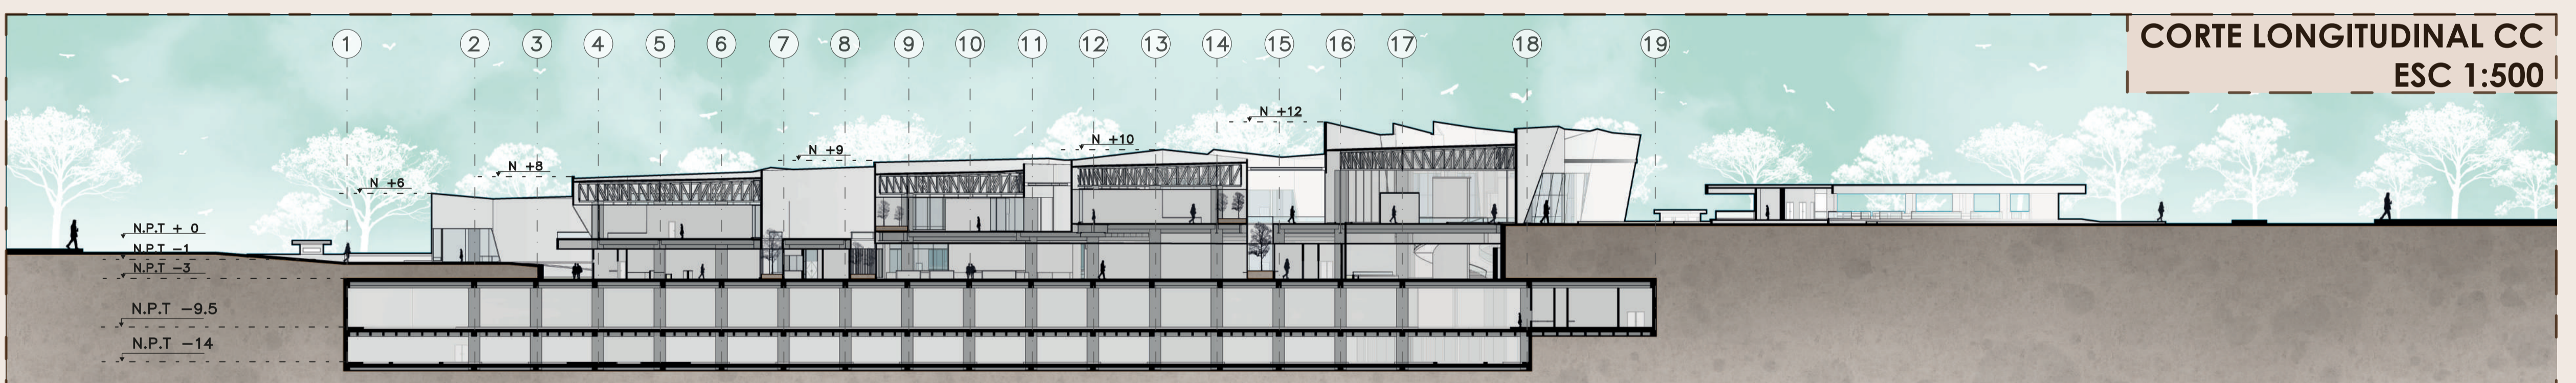 CORTE LONGITUDINAL CC
ESC 1:500
1 2 3 4 5 6 7 8 9 10 11 12 13 14 15 16 17 18 19
N +12
N +10
N +9
N +8
N +6
N.P.T + 0
N.P.T -1
N.P.T -3
N.P.T -9.5
N.P.T -14